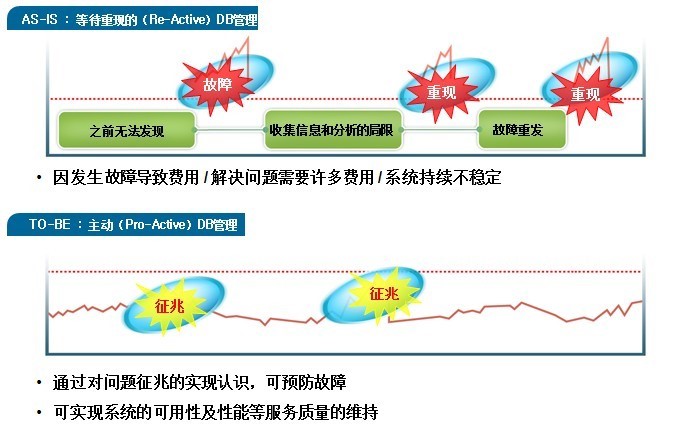 AS-IS : 等待重现的（Re-Active）DB管理
故障
重现
重现
之前无法发现
收集信息和分析的局限
故障重发
• 因发生故障导致费用 / 解决问题需要许多费用 / 系统持续不稳定
TO-BE : 主动（Pro-Active）DB管理
征兆
征兆
• 通过对问题征兆的实现认识，可预防故障
• 可实现系统的可用性及性能等服务质量的维持